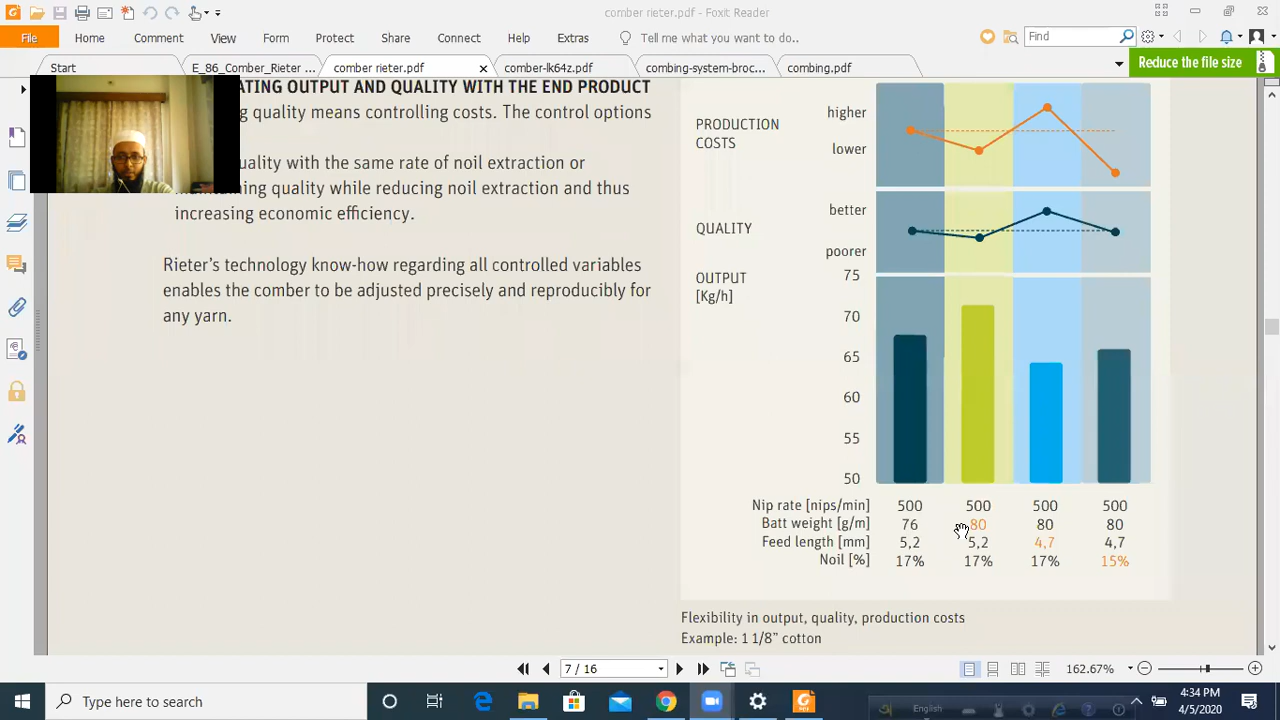 comber rieter.pdf - Foxit Reader
File Home Comment View Form Protect Share Connect Help Extras Tell me what you want to do.. Find
Start E_86_Comber_Rieter ... comber rieter.pdf comber-lk64z.pdf combing-system-broc... combing.pdf Reduce the file size
ATING OUTPUT AND QUALITY WITH THE END PRODUCT
g quality means controlling costs. The control options
uality with the same rate of noil extraction or
ning quality while reducing noil extraction and thus
increasing economic efficiency.
Rieter's technology know-how regarding all controlled variables
enables the comber to be adjusted precisely and reproducibly for
any yarn.
PRODUCTION
COSTS
higher
lower
QUALITY
better
poorer
OUTPUT
[Kg/h]
75
70
65
60
55
50
Nip rate [nips/min] 500 500 500 500
Batt weight [g/m] 76 80 80 80
Feed length [mm] 5,2 5,2 4,7 4,7
Noil [%] 17% 17% 17% 15%
Flexibility in output, quality, production costs
Example: 1 1/8" cotton
7 / 16 162.67%
Type here to search
English
4:34 PM
4/5/2020